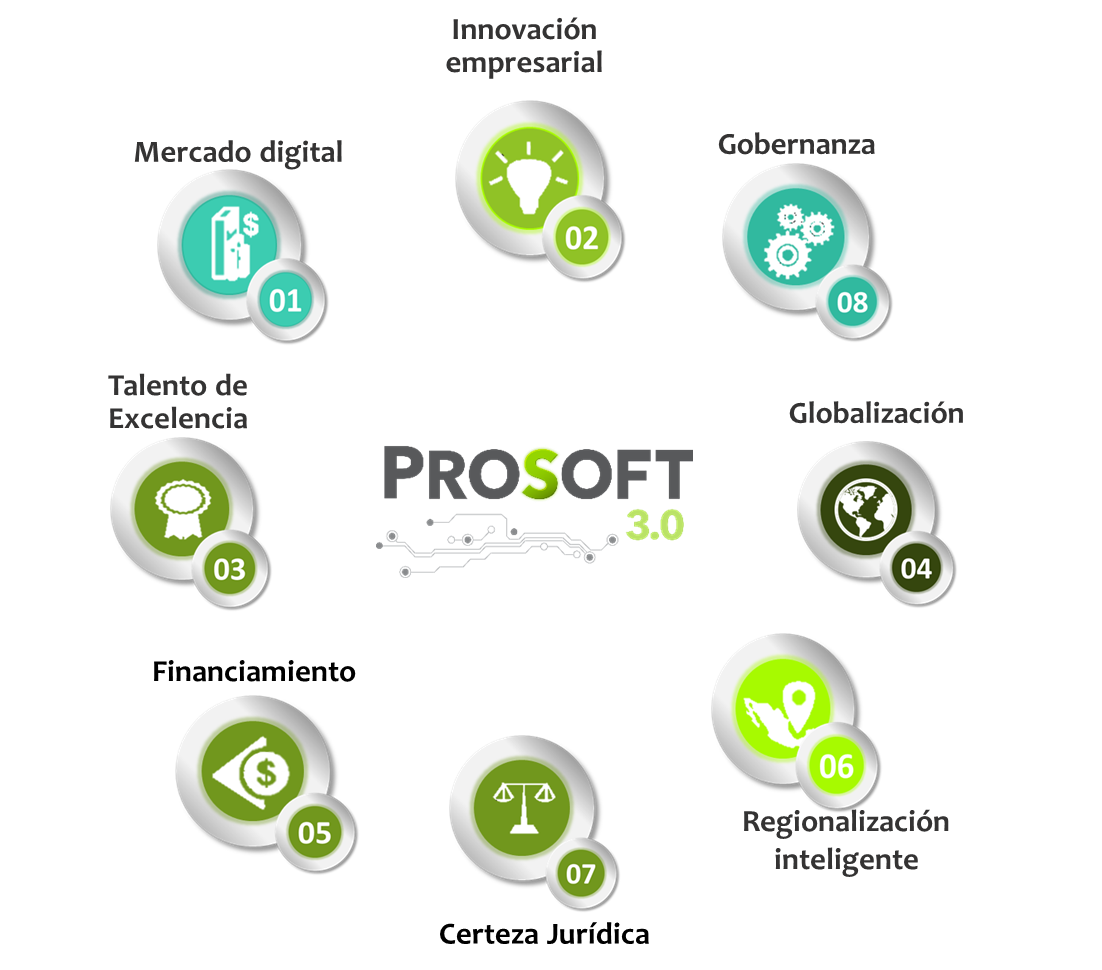 Innovación
empresarial
02
Mercado digital
$
01
Gobernanza
08
Talento de
Excelencia
03
PROSOFT
3.0
Globalización
04
Financiamiento
$
05
06
Regionalización
inteligente
07
Certeza Jurídica